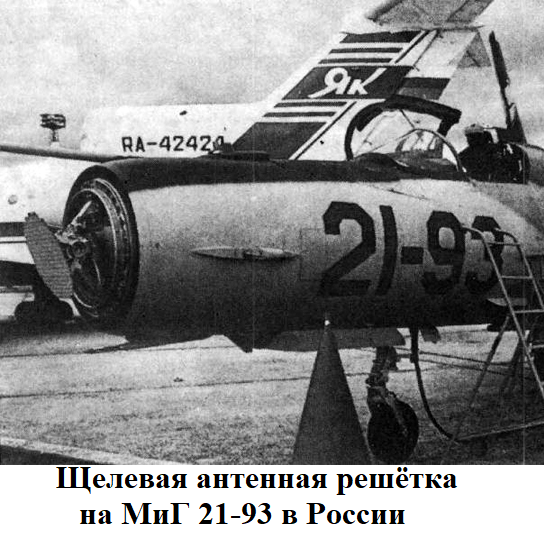 Як
RA-42424
21-93
Щелевая антенная решётка
на МиГ 21-93 в России